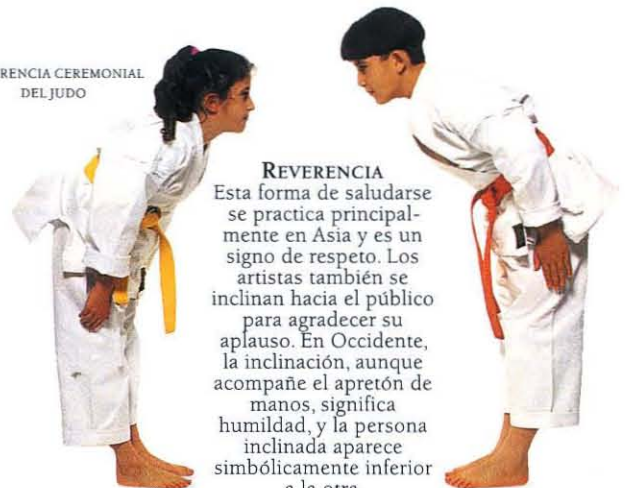 RENCIA CEREMONIAL
DEL JUDO
REVERENCIA
Esta forma de saludarse
se practica principal-
mente en Asia y es un
signo de respeto. Los
artistas también se
inclinan hacia el público
para agradecer su
aplauso. En Occidente,
la inclinación, aunque
acompañe el apretón de
manos, significa
humildad, y la persona
inclinada aparece
simbólicamente inferior
a la otra